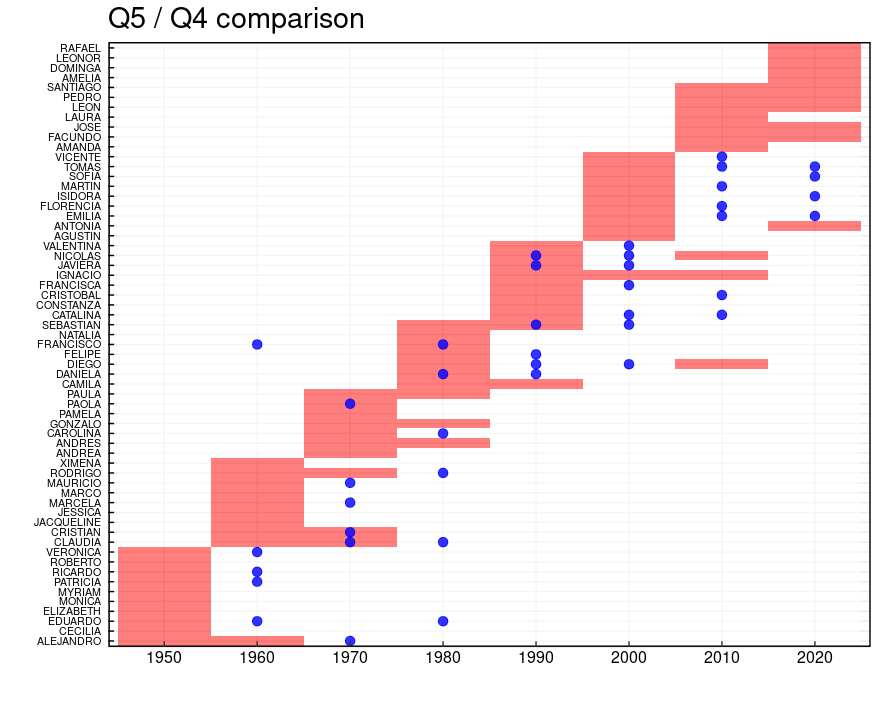 Q5 / Q4 comparison
RAFAEL
LEONOR
DOMINGA
AMELIA
SANTIAGO
PEDRO
LEON
LAURA
JOSE
FACUNDO
AMANDA
VICENTE
TOMAS
SOFIA
MARTIN
ISIDORA
FLORENCIA
EMILIA
ANTONIA
AGUSTIN
VALENTINA
NICOLAS
JAVIERA
IGNACIO
FRANCISCA
CRISTOBAL
CONSTANZA
CATALINA
SEBASTIAN
NATALIA
FRANCISCO
FELIPE
DIEGO
DANIELA
CAMILA
PAULA
PAOLA
PAMELA
GONZALO
CAROLINA
ANDRES
ANDREA
XIMENA
RODRIGO
MAURICIO
MARCO
MARCELA
JESSICA
JACQUELINE
CRISTIAN
CLAUDIA
VERONICA
ROBERTO
RICARDO
PATRICIA
MYRIAM
MONICA
ELIZABETH
EDUARDO
CECILIA
ALEJANDRO
1950 1960 1970 1980 1990 2000 2010 2020